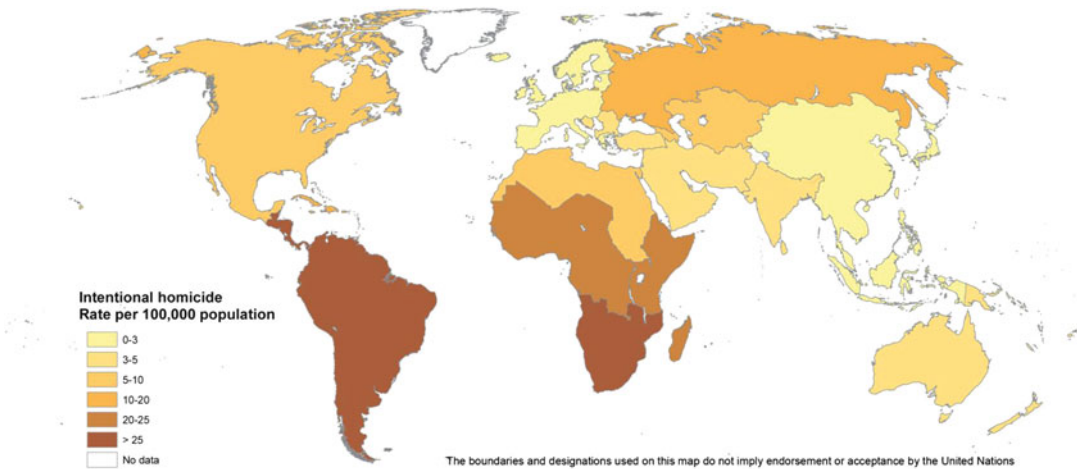 Intentional homicide
Rate per 100,000 population
0-3
3-5
5-10
10-20
20-25
> 25
No data
The boundaries and designations used on this map do not imply endorsement or acceptance by the United Nations